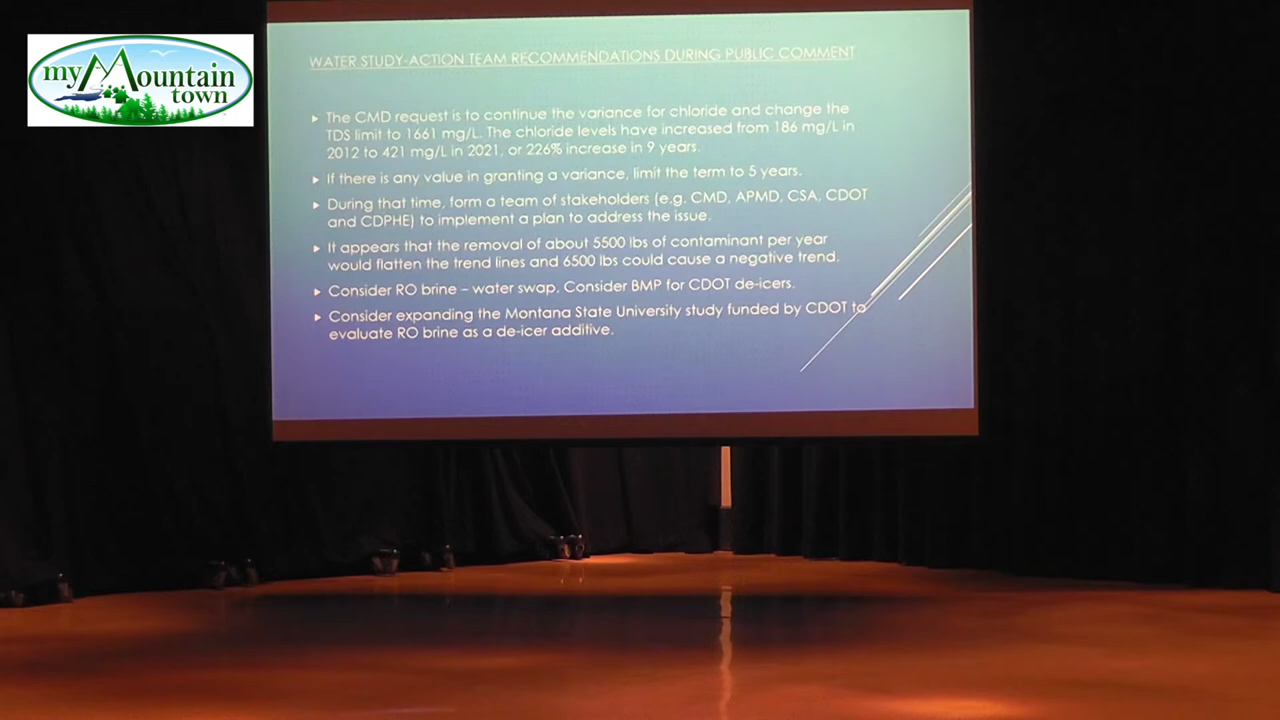 my Mountain
town
WATER STUDY-ACTION TEAM RECOMMENDATIONS DURING PUBLIC COMMENT
The CMD request is to continue the variance for chloride and change the
TDS limit to 1661 mg/L. The chloride levels have increased from 186 mg/L in
2012 to 421 mg/L in 2021, or 226% increase in 9 years.
If there is any value in granting a variance, limit the term to 5 years.
During that time, form a team of stakeholders (e.g. CMD, APMD, CSA, CDOT
and CDPHE) to implement a plan to address the issue.
It appears that the removal of about 5500 lbs of contaminant per year
would flatten the trend lines and 6500 lbs could cause a negative trend.
Consider RO brine – water swap. Consider BMP for CDOT de-icers.
Consider expanding the Montana State University study funded by CDOT to
evaluate RO brine as a de-icer additive.